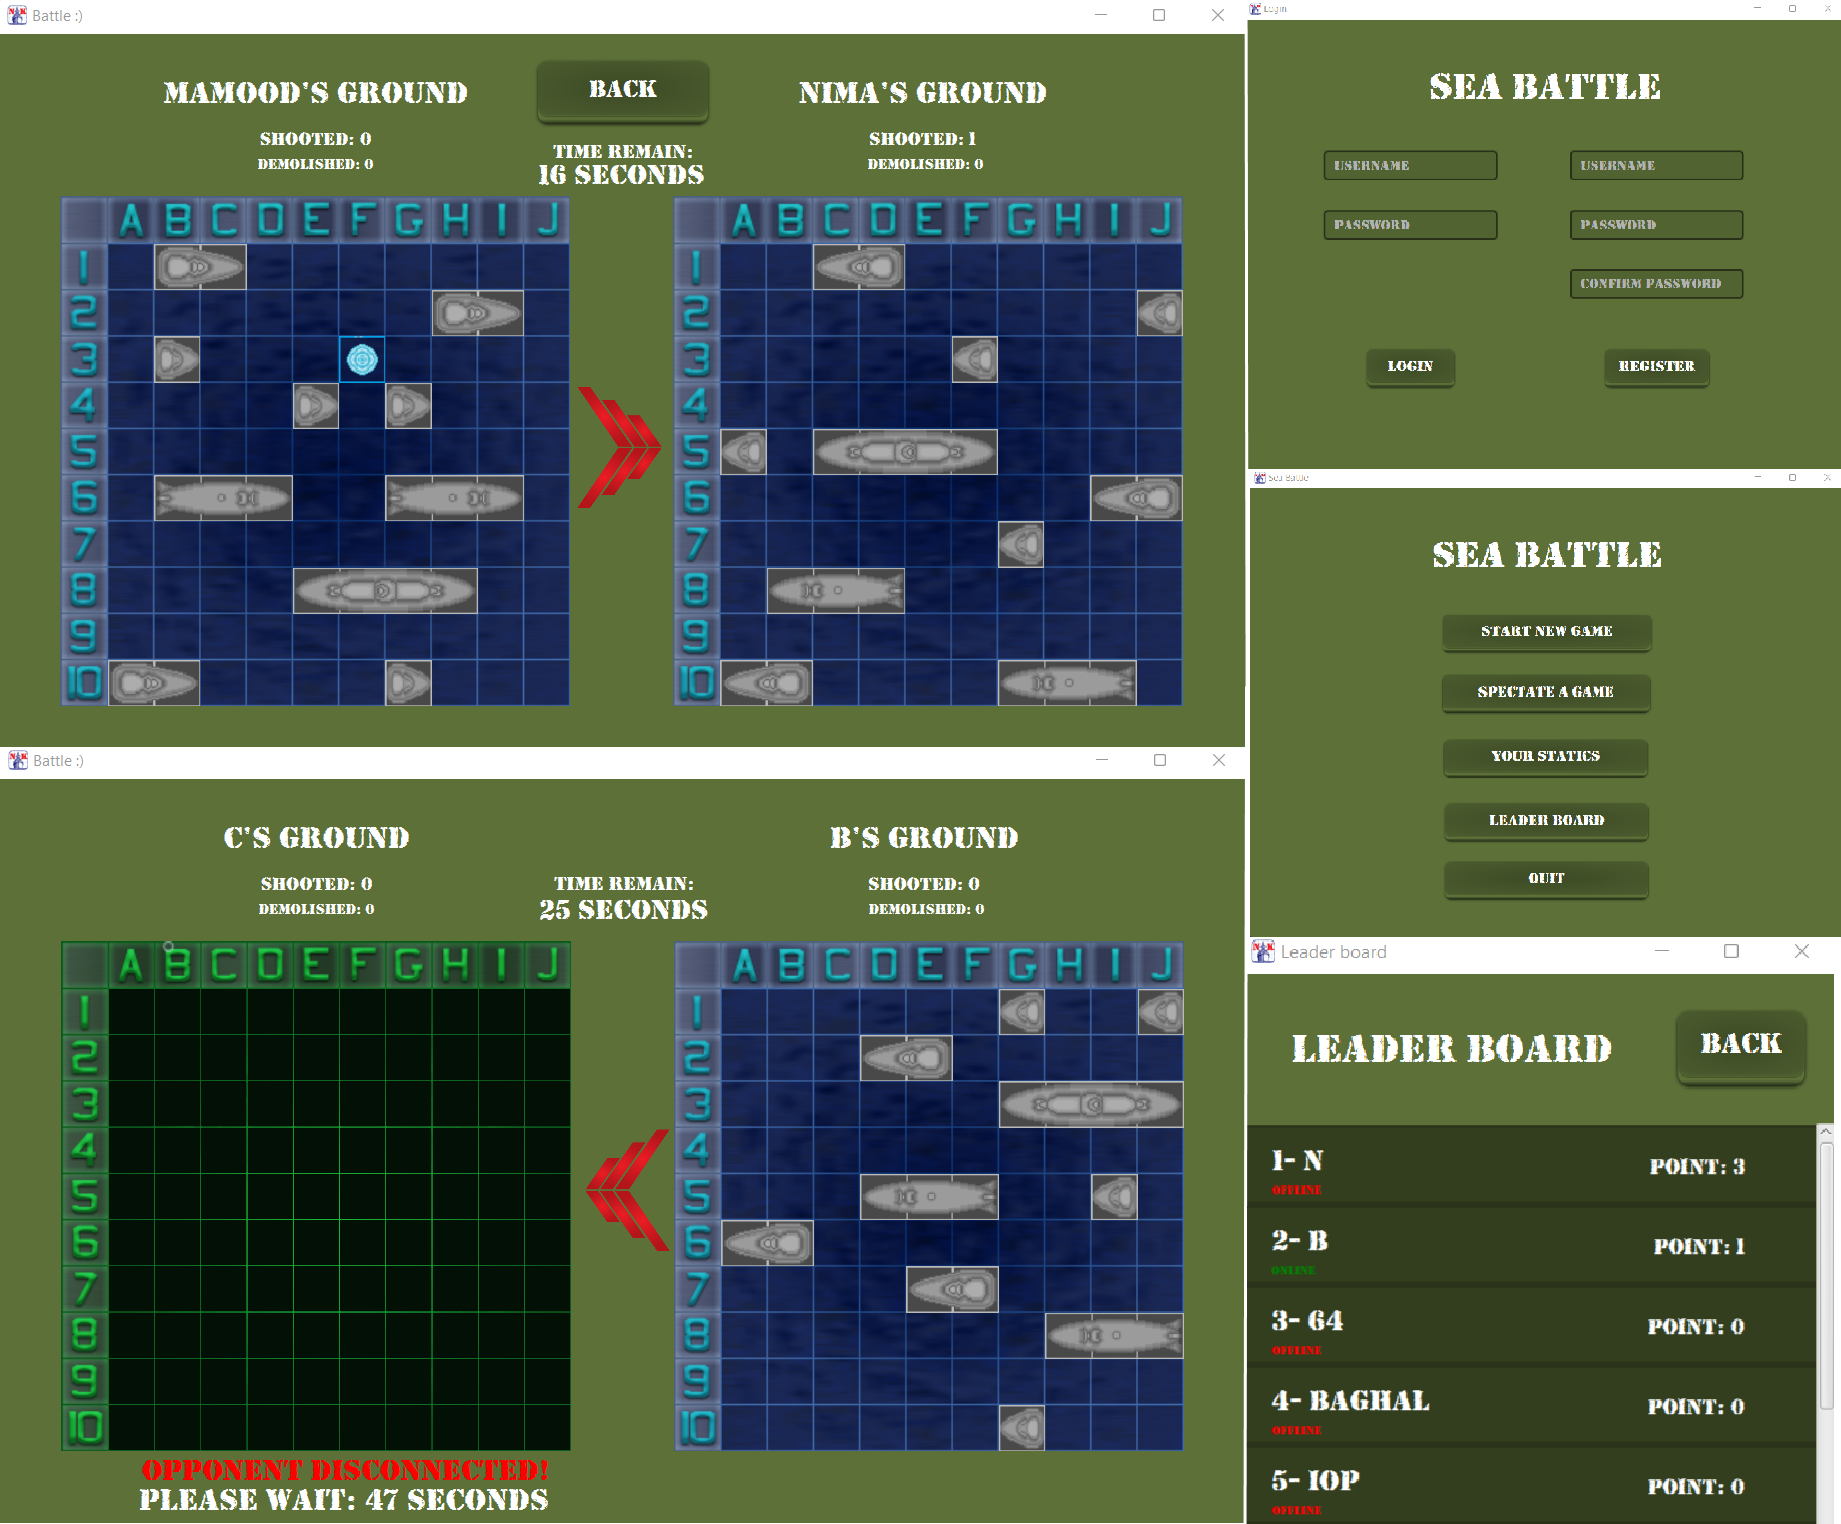 Battle :)
MAMOOD'S GROUND
BACK
NIMA'S GROUND
SHOOTED: 0
SHOOTED: 1
DEMOLISHED: 0
TIME REMAIN:
DEMOLISHED: 0
16 SECONDS
A B C D E F G H I J
1
2
3
4
5
6
7
8
9
10
A B C D E F G H I J
1
2
3
4
5
6
7
8
9
10
Battle :)
C'S GROUND
B'S GROUND
SHOOTED: 0
TIME REMAIN:
SHOOTED: 0
DEMOLISHED: 0
25 SECONDS
DEMOLISHED: 0
A B C D E F G H I J
1
2
3
4
5
6
7
8
9
10
A B C D E F G H I J
1
2
3
4
5
6
7
8
9
10
OPPONENT DISCONNECTED!
PLEASE WAIT: 47 SECONDS
Login
SEA BATTLE
USERNAME
USERNAME
PASSWORD
PASSWORD
CONFIRM PASSWORD
LOGIN
REGISTER
Sea Battle
SEA BATTLE
START NEW GAME
SPECTATE A GAME
YOUR STATICS
LEADER BOARD
QUIT
Leader board
LEADER BOARD
BACK
1- N
POINT: 3
OFFLINE
2- B
POINT: 1
ONLINE
3- 64
POINT: 0
OFFLINE
4- BAGHAL
POINT: 0
OFFLINE
5- IOP
POINT: 0
OFFLINE